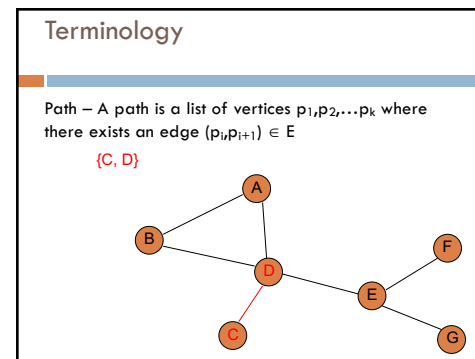 Terminology
Path – A path is a list of vertices p₁,p₂,…pₖ where
there exists an edge (pᵢ,pᵢ₊₁) ∈ E
{C, D}
A
B
F
D
E
C
G